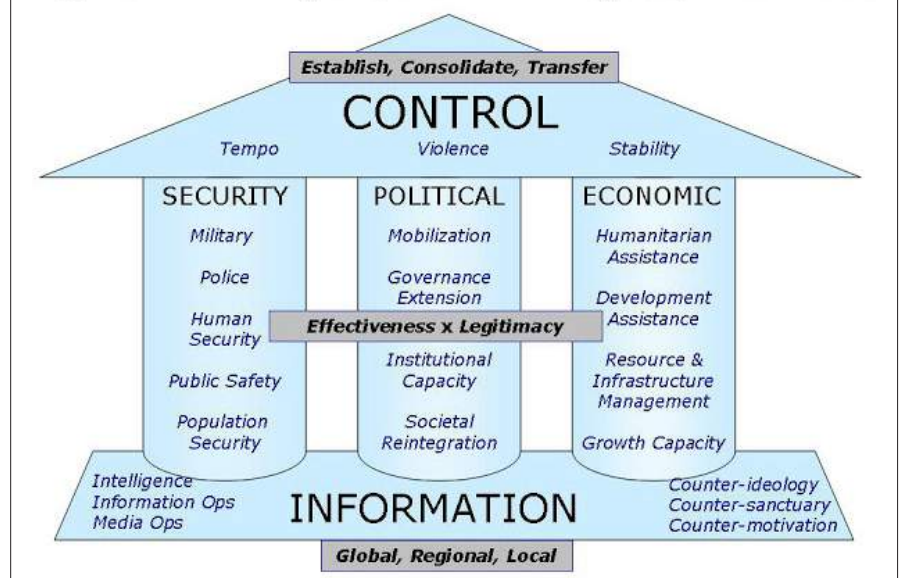 Establish, Consolidate, Transfer
CONTROL
Tempo
Violence
Stability
SECURITY
Military
Police
Human
Security
Public Safety
Population
Security
POLITICAL
Mobilization
Governance
Extension
Effectiveness x Legitimacy
Institutional
Capacity
Societal
Reintegration
ECONOMIC
Humanitarian
Assistance
Development
Assistance
Resource &
Infrastructure
Management
Growth Capacity
Intelligence
Information Ops
Media Ops
INFORMATION
Counter-ideology
Counter-sanctuary
Counter-motivation
Global, Regional, Local